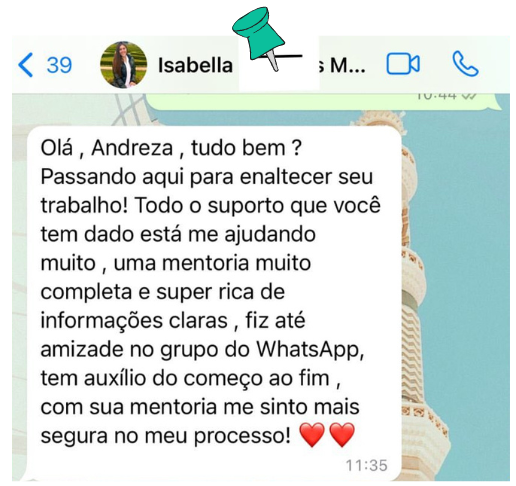 39 Isabella s M...
10:44
Olá , Andreza , tudo bem ?
Passando aqui para enaltecer seu
trabalho! Todo o suporto que você
tem dado está me ajudando
muito , uma mentoria muito
completa e super rica de
informações claras , fiz até
amizade no grupo do WhatsApp,
tem auxílio do começo ao fim ,
com sua mentoria me sinto mais
segura no meu processo! ❤️❤️
11:35